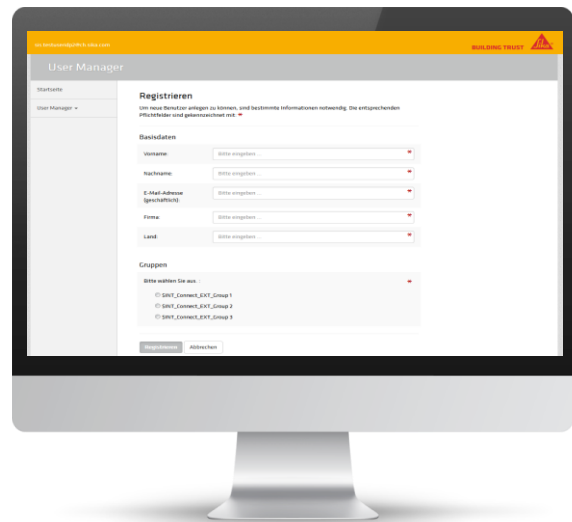 BUILDING TRUST
Sika
User Manager
Startseite
User Manager
Registrieren
Um neue Benutzer anlegen zu können, sind bestimmte Informationen notwendig. Die entsprechenden
Pflichtfelder sind gekennzeichnet mit
Basisdaten
Vorname: Bitte eingeben ...
Nachname: Bitte eingeben ...
E-Mail-Adresse
(geschäftlich): Bitte eingeben ...
Firma: Bitte eingeben ...
Land: Bitte eingeben ...
Gruppen
Bitte wählen Sie aus. :
SINT_Connect_EXT_Group 1
SINT_Connect_EXT_Group 2
SINT_Connect_EXT_Group 3
Registrieren Abbrechen